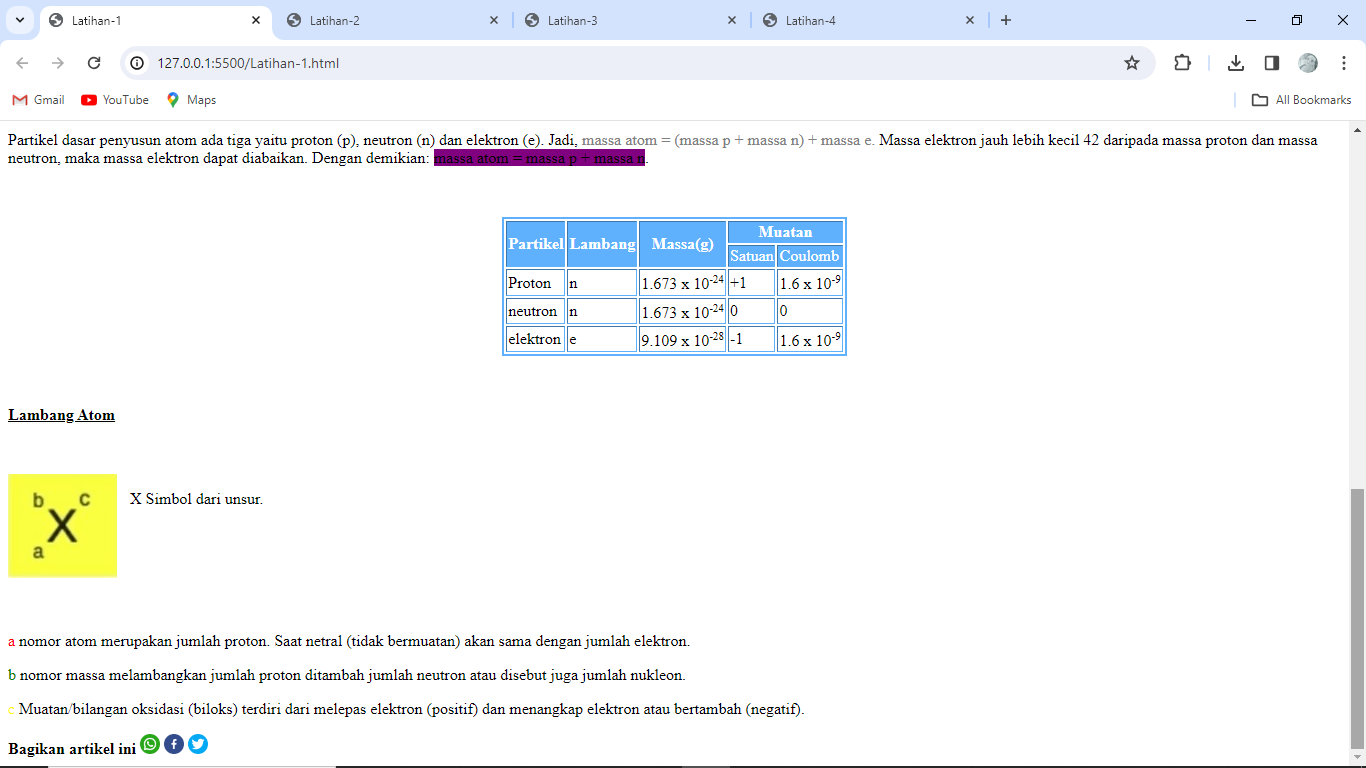 Latihan-1 Latihan-2 Latihan-3 Latihan-4
127.0.0.1:5500/Latihan-1.html
Gmail YouTube Maps All Bookmarks
Partikel dasar penyusun atom ada tiga yaitu proton (p), neutron (n) dan elektron (e). Jadi, massa atom = (massa p + massa n) + massa e. Massa elektron jauh lebih kecil 42 daripada massa proton dan massa
neutron, maka massa elektron dapat diabaikan. Dengan demikian: massa atom = massa p + massa n.
Partikel Lambang Massa(g) Muatan
Satuan Coulomb
Proton n 1.673 x 10-24 +1 1.6 x 10-9
neutron n 1.673 x 10-24 0 0
elektron e 9.109 x 10-28 -1 1.6 x 10-9
Lambang Atom
b c
X
a
X Simbol dari unsur.
a nomor atom merupakan jumlah proton. Saat netral (tidak bermuatan) akan sama dengan jumlah elektron.
b nomor massa melambangkan jumlah proton ditambah jumlah neutron atau disebut juga jumlah nukleon.
c Muatan/bilangan oksidasi (biloks) terdiri dari melepas elektron (positif) dan menangkap elektron atau bertambah (negatif).
Bagikan artikel ini